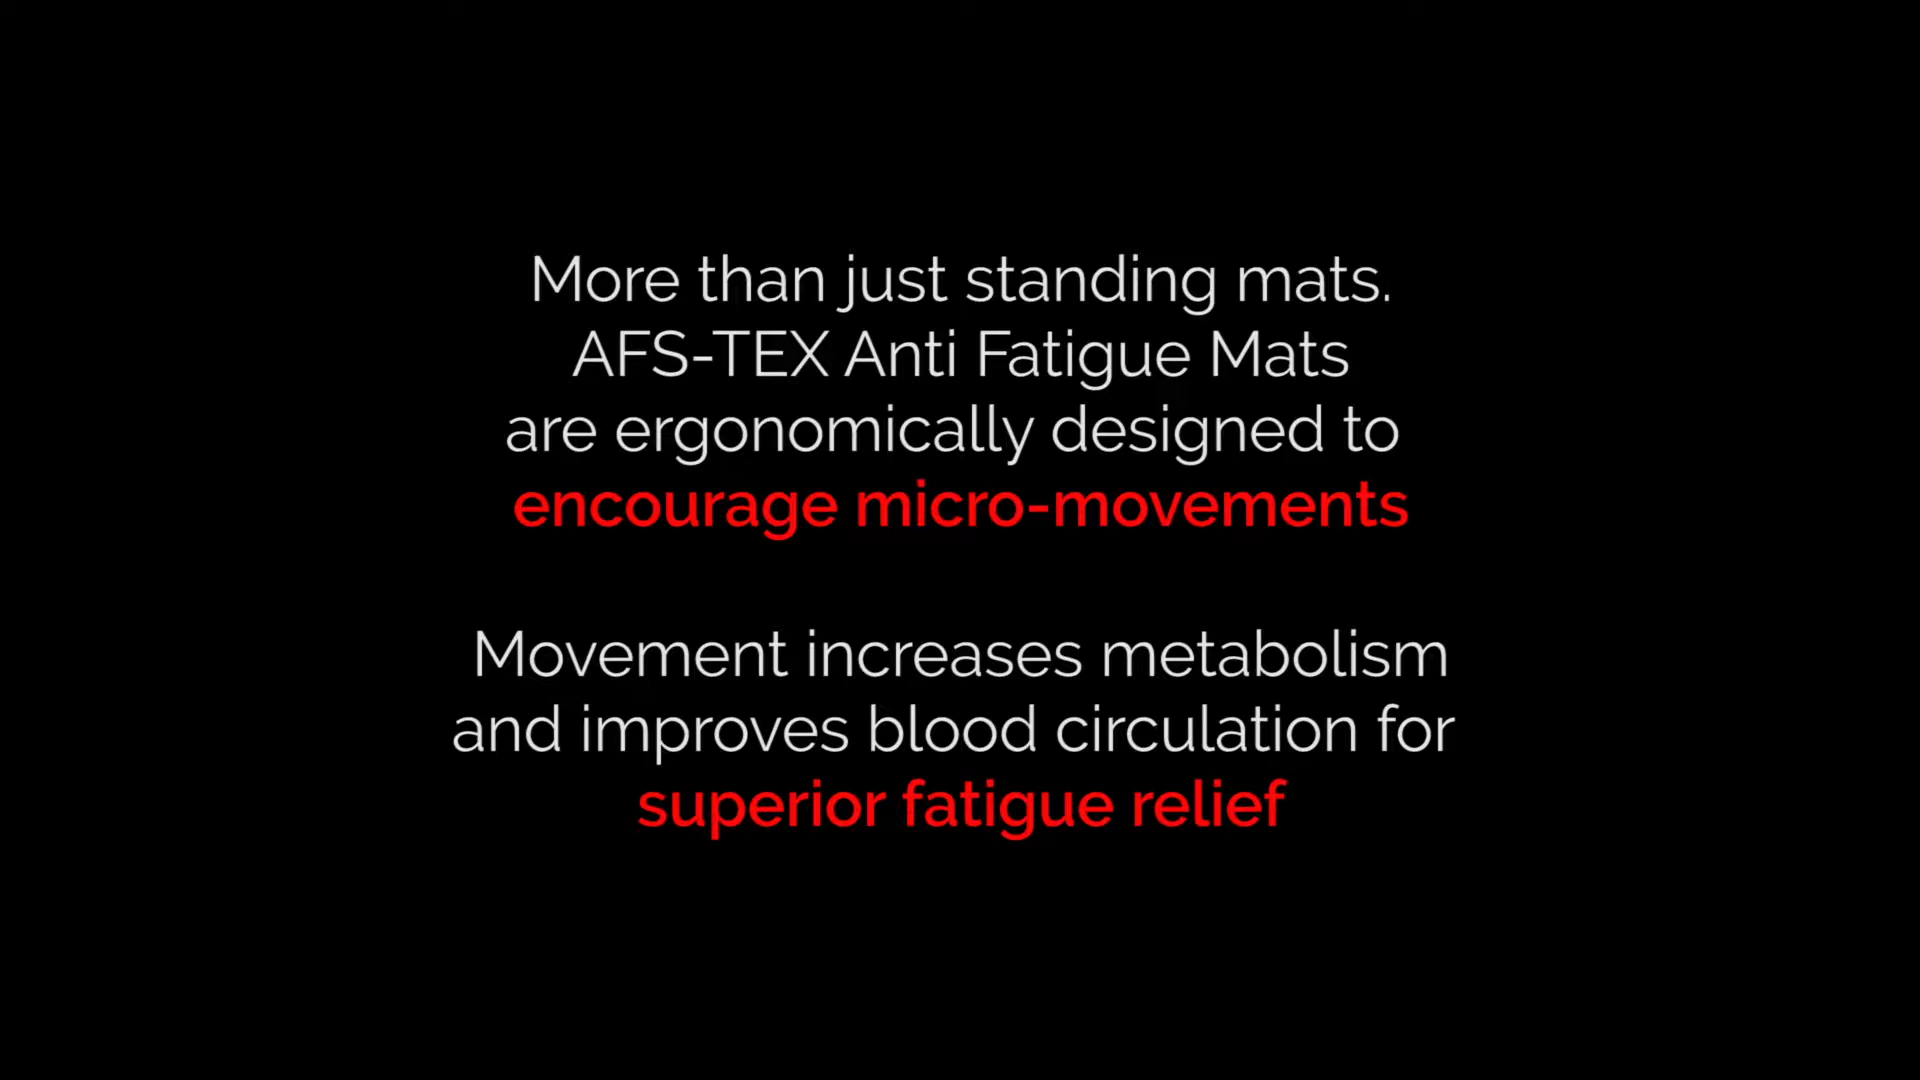 More than just standing mats.
AFS-TEX Anti Fatigue Mats
are ergonomically designed to
encourage micro-movements
Movement increases metabolism
and improves blood circulation for
superior fatigue relief